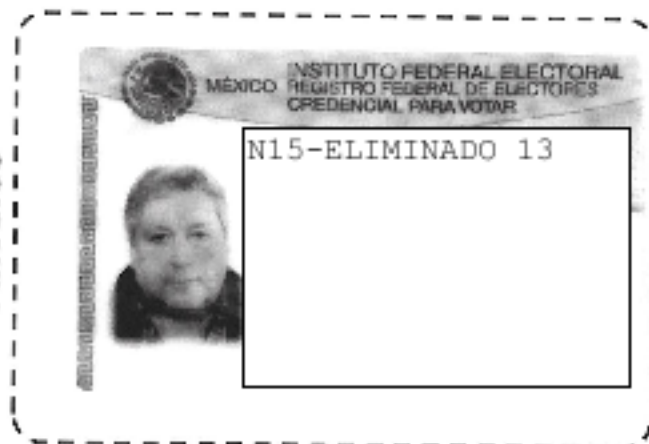 MÉXICO INSTITUTO FEDERAL ELECTORAL
REGISTRO FEDERAL DE ELECTORES
CREDENCIAL PARA VOTAR
N15-ELIMINADO 13